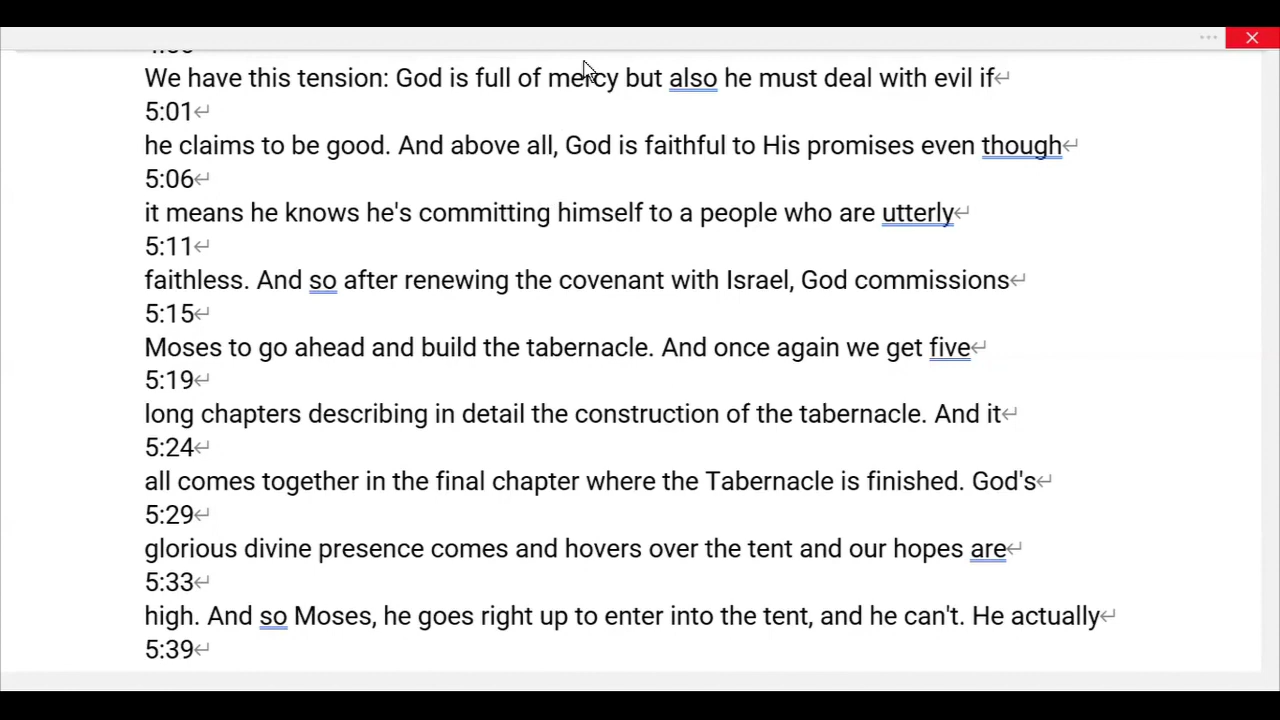 We have this tension: God is full of mercy but also he must deal with evil if↵
5:01↵
he claims to be good. And above all, God is faithful to His promises even though↵
5:06↵
it means he knows he's committing himself to a people who are utterly↵
5:11↵
faithless. And so after renewing the covenant with Israel, God commissions↵
5:15↵
Moses to go ahead and build the tabernacle. And once again we get five↵
5:19↵
long chapters describing in detail the construction of the tabernacle. And it↵
5:24↵
all comes together in the final chapter where the Tabernacle is finished. God's↵
5:29↵
glorious divine presence comes and hovers over the tent and our hopes are↵
5:33↵
high. And so Moses, he goes right up to enter into the tent, and he can't. He actually↵
5:39↵